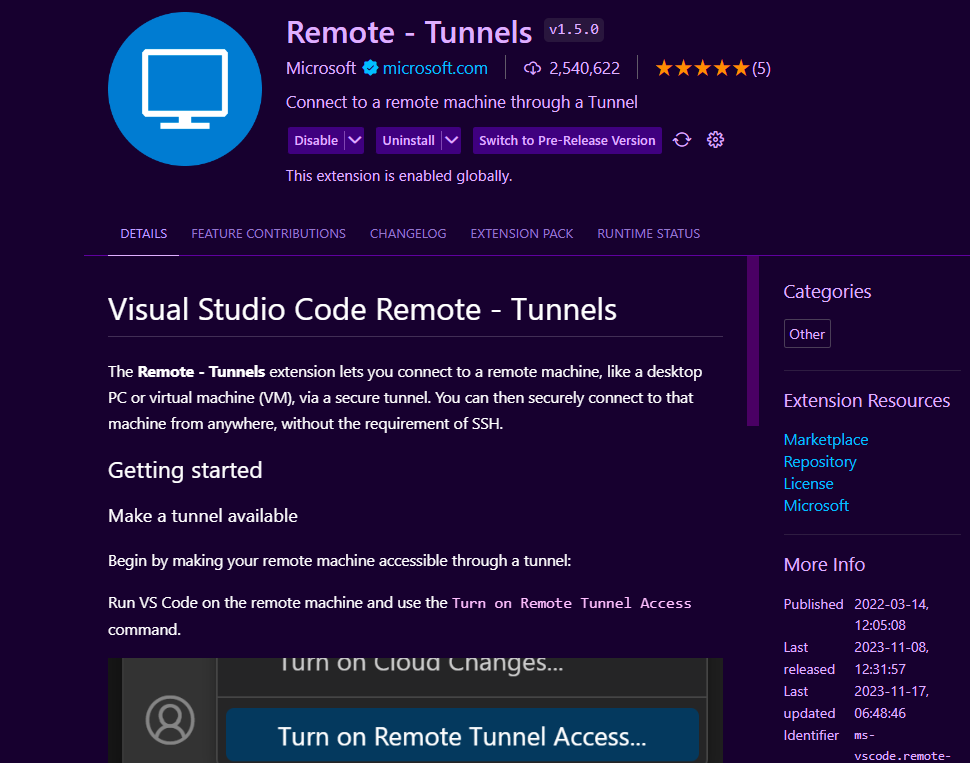 Remote - Tunnels v1.5.0
Microsoft microsoft.com 2,540,622 (5)
Connect to a remote machine through a Tunnel
Disable Uninstall Switch to Pre-Release Version
This extension is enabled globally.
DETAILS FEATURE CONTRIBUTIONS CHANGELOG EXTENSION PACK RUNTIME STATUS
Visual Studio Code Remote - Tunnels
The Remote - Tunnels extension lets you connect to a remote machine, like a desktop
PC or virtual machine (VM), via a secure tunnel. You can then securely connect to that
machine from anywhere, without the requirement of SSH.
Getting started
Make a tunnel available
Begin by making your remote machine accessible through a tunnel:
Run VS Code on the remote machine and use the Turn on Remote Tunnel Access
command.
Turn on Cloud Changes...
Turn on Remote Tunnel Access...
Categories
Other
Extension Resources
Marketplace
Repository
License
Microsoft
More Info
Published 2022-03-14,
12:05:08
Last 2023-11-08,
released 12:31:57
Last 2023-11-17,
updated 06:48:46
Identifier ms-
vscode.remote-